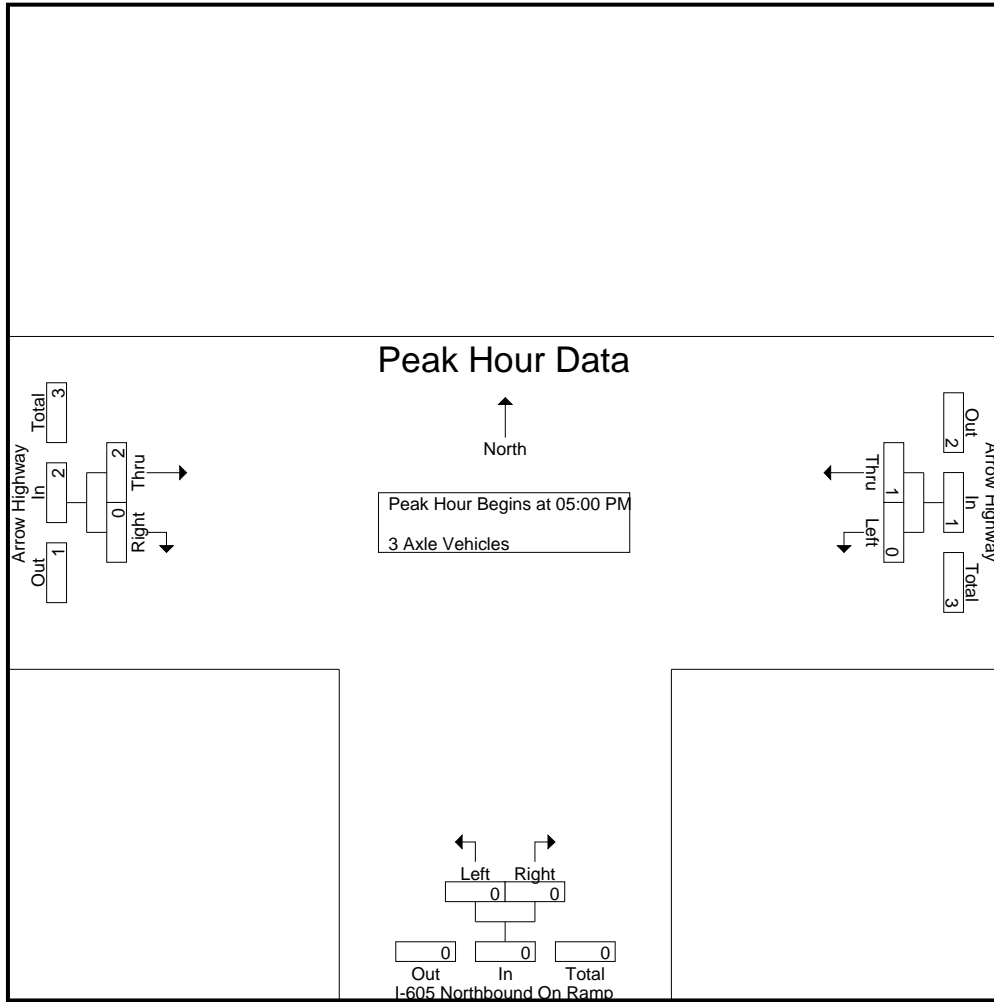 Peak Hour Data
North
Peak Hour Begins at 05:00 PM
3 Axle Vehicles
Arrow Highway
Total
3
In
2
Out
1
Thru
2
Right
0
Arrow Highway
Out
2
In
1
Total
3
Thru
1
Left
0
Left Right
0 0
0 0 0
Out In Total
I-605 Northbound On Ramp